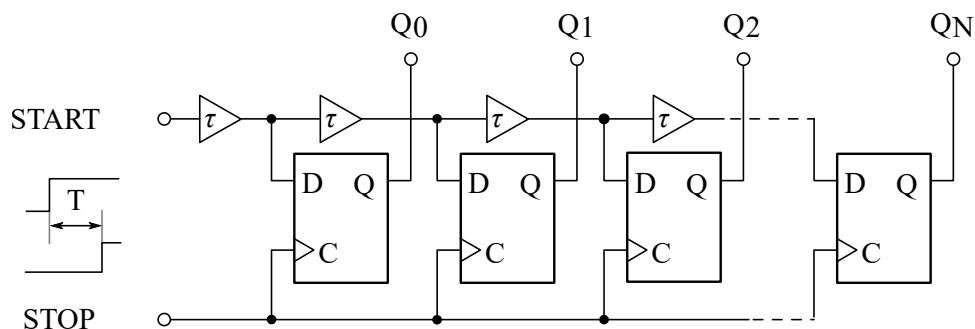 Q0 Q1 Q2 QN
START τ τ τ τ
D Q D Q D Q D Q
T
C C C C
STOP